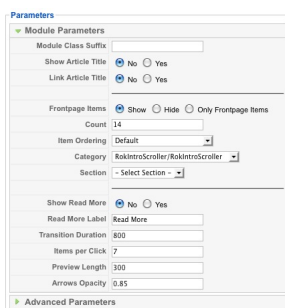 Parameters
Module Parameters
Module Class Suffix
Show Article Title No Yes
Link Article Title No Yes
Frontpage Items Show Hide Only Frontpage Items
Count 14
Item Ordering Default
Category RokIntroScroller/RokIntroScroller
Section - Select Section -
Show Read More No Yes
Read More Label Read More
Transition Duration 800
Items per Click 7
Preview Length 300
Arrows Opacity 0.85
Advanced Parameters